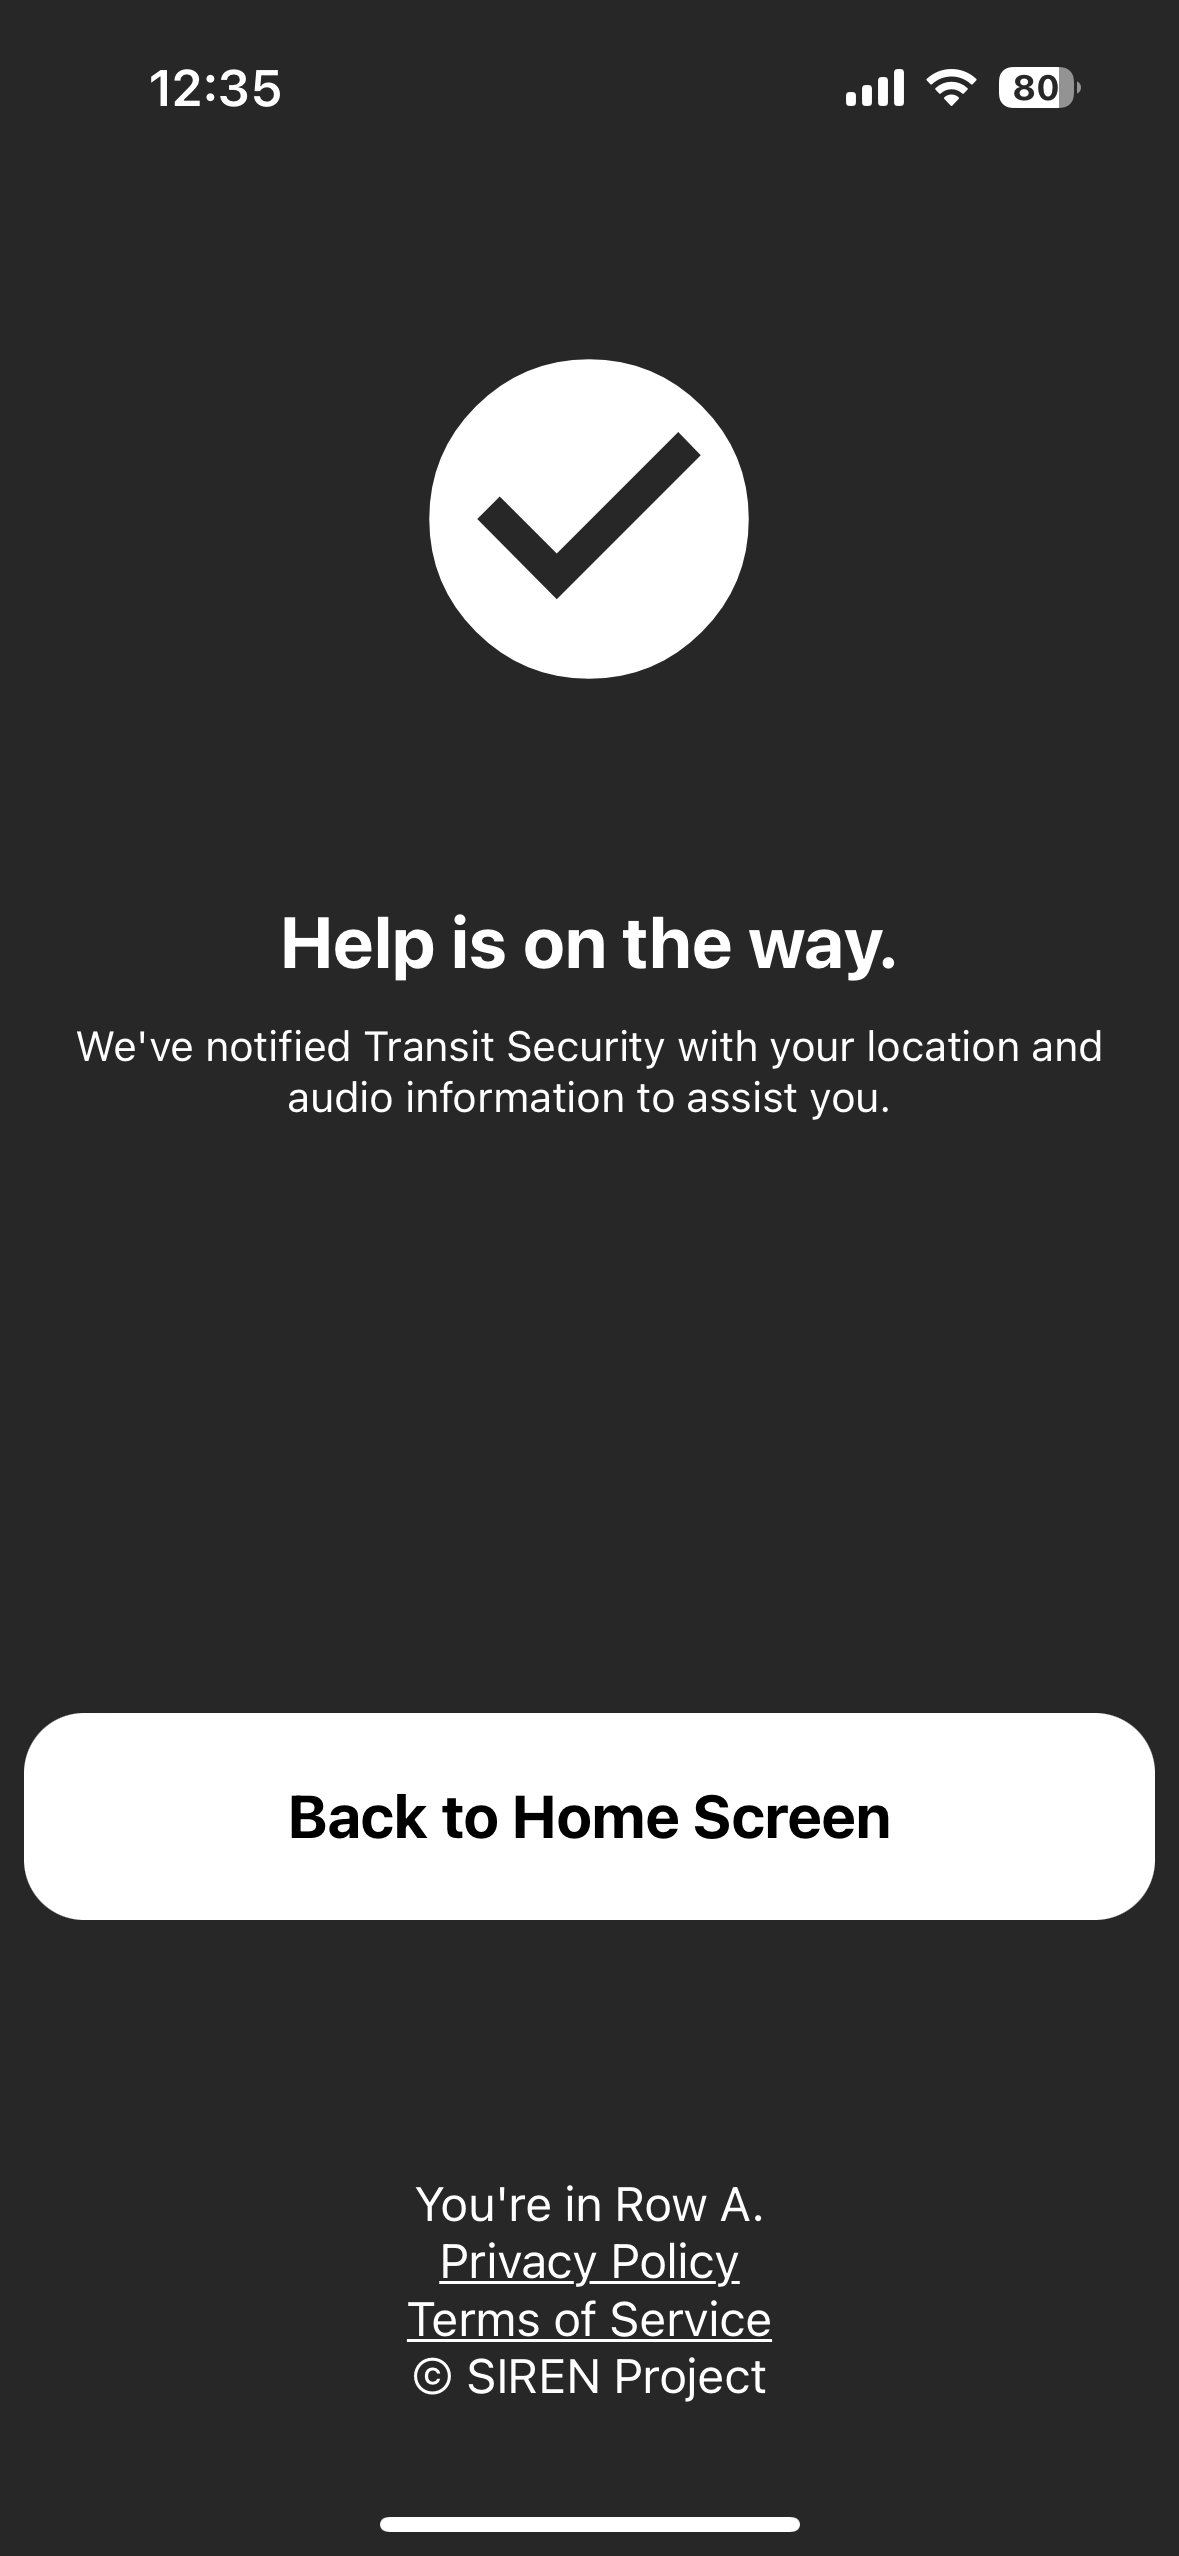 12:35
80
Help is on the way.
We've notified Transit Security with your location and
audio information to assist you.
Back to Home Screen
You're in Row A.
Privacy Policy
Terms of Service
© SIREN Project